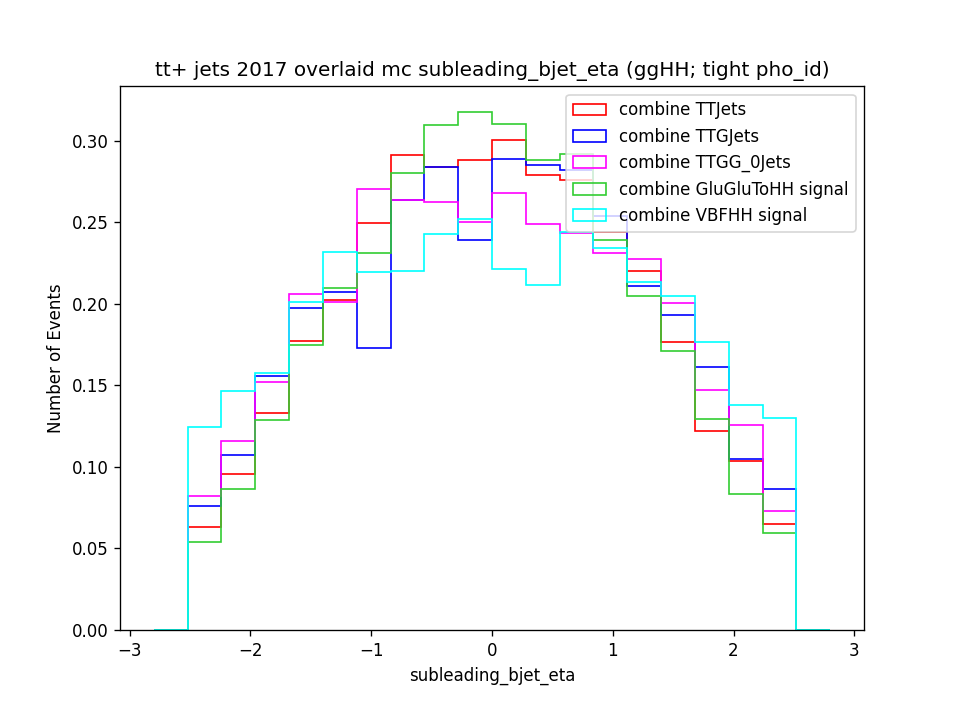 tt+ jets 2017 overlaid mc subleading_bjet_eta (ggHH; tight pho_id)
combine TTJets
combine TTGJets
combine TTGG_0Jets
combine GluGluToHH signal
combine VBFHH signal
Number of Events
0.30
0.25
0.20
0.15
0.10
0.05
0.00
−3
−2
−1
0
1
2
3
subleading_bjet_eta